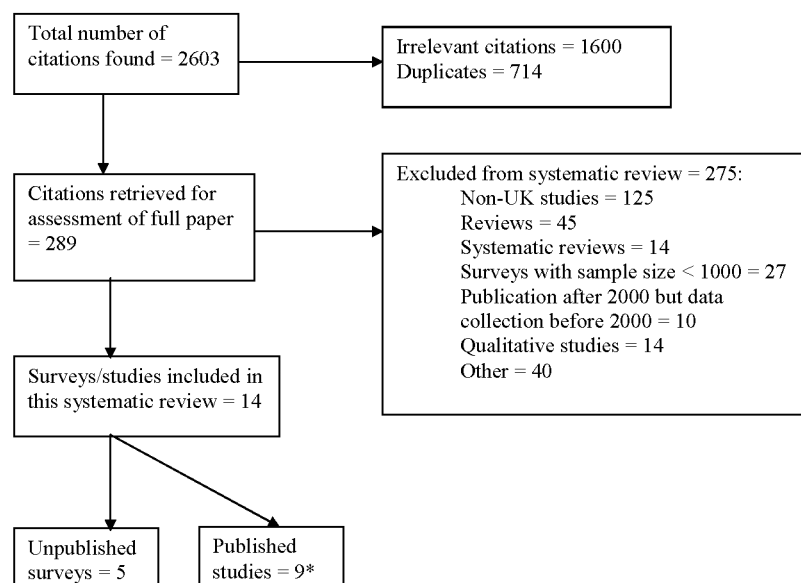 Total number of
citations found = 2603
Irrelevant citations = 1600
Duplicates = 714
Citations retrieved for
assessment of full paper
= 289
Excluded from systematic review = 275:
Non-UK studies = 125
Reviews = 45
Systematic reviews = 14
Surveys with sample size < 1000 = 27
Publication after 2000 but data
collection before 2000 = 10
Qualitative studies = 14
Other = 40
Surveys/studies included in
this systematic review = 14
Unpublished
surveys = 5
Published
studies = 9*